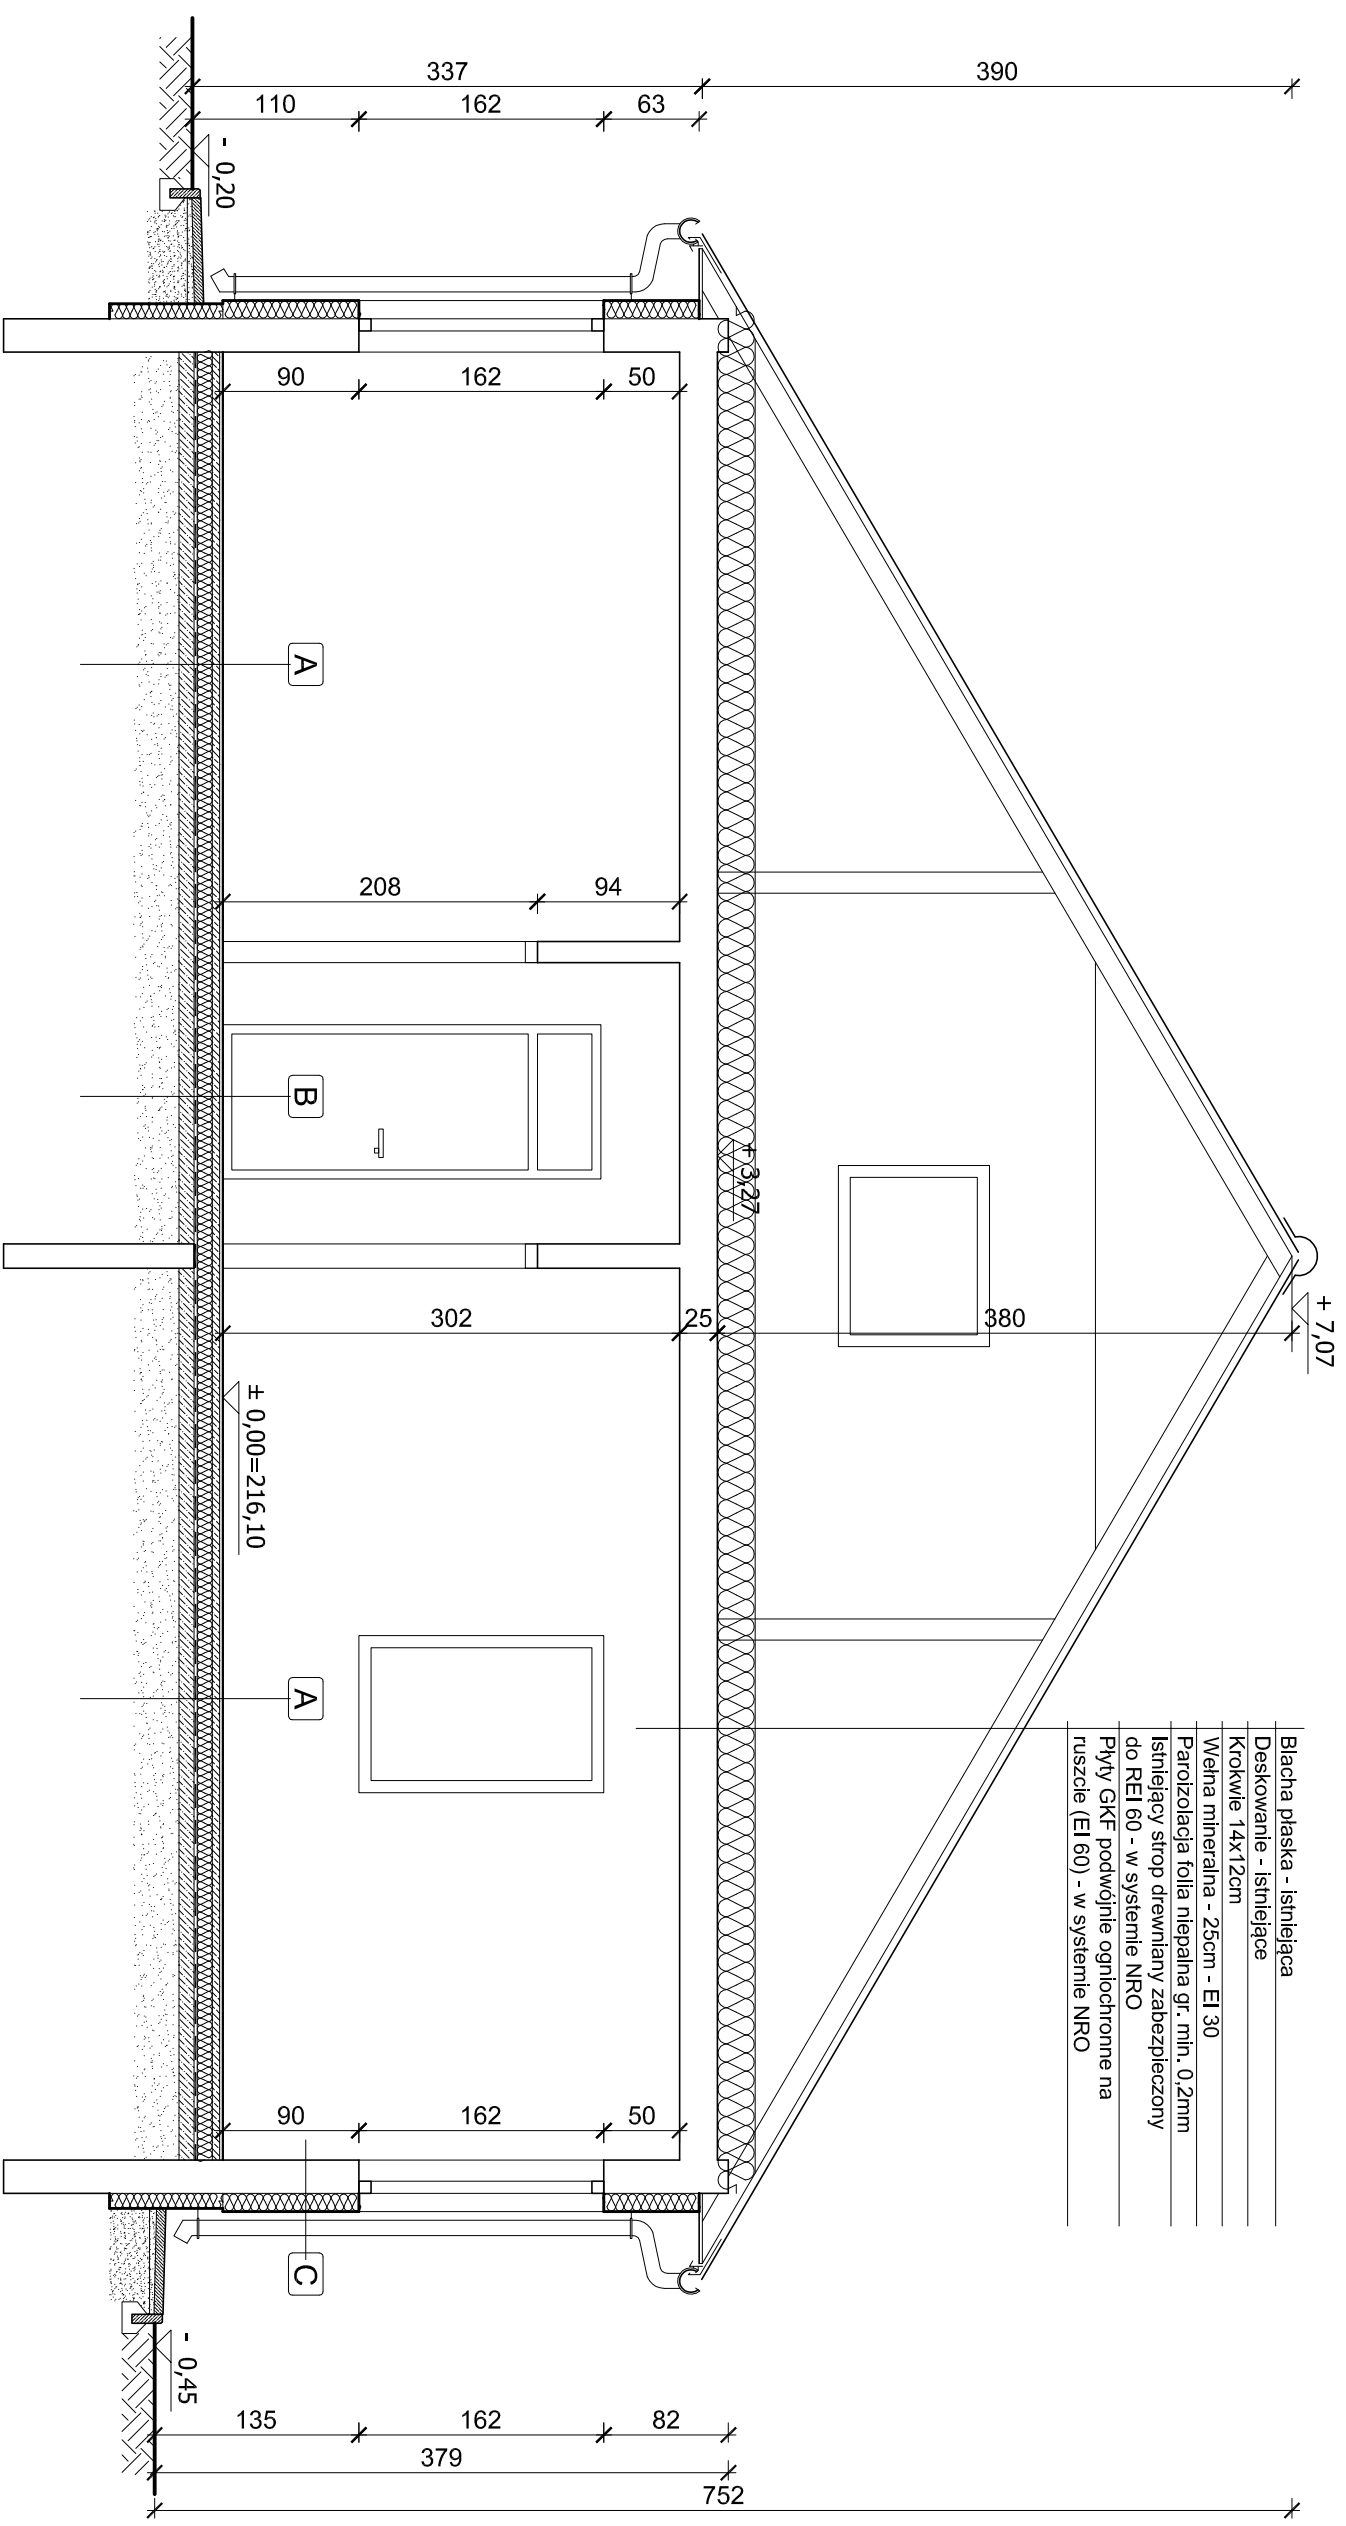 337
390
110
162
63
- 0,20
90
162
50
A
208
94
B
+ 3,27
+ 7,07
302
25
380
± 0,00=216,10
A
Blacha płaska - istniejąca
Deskowanie - istniejące
Krokwie 14x12cm
Wełna mineralna - 25cm - EI 30
Paroizolacja folia niepalna gr. min. 0,2mm
Istniejący strop drewniany zabezpieczony
do REI 60 - w systemie NRO
Płyty GKF podwójnie ogniochronne na
ruszcie (EI 60) - w systemie NRO
90
162
50
C
- 0,45
135
162
82
379
752